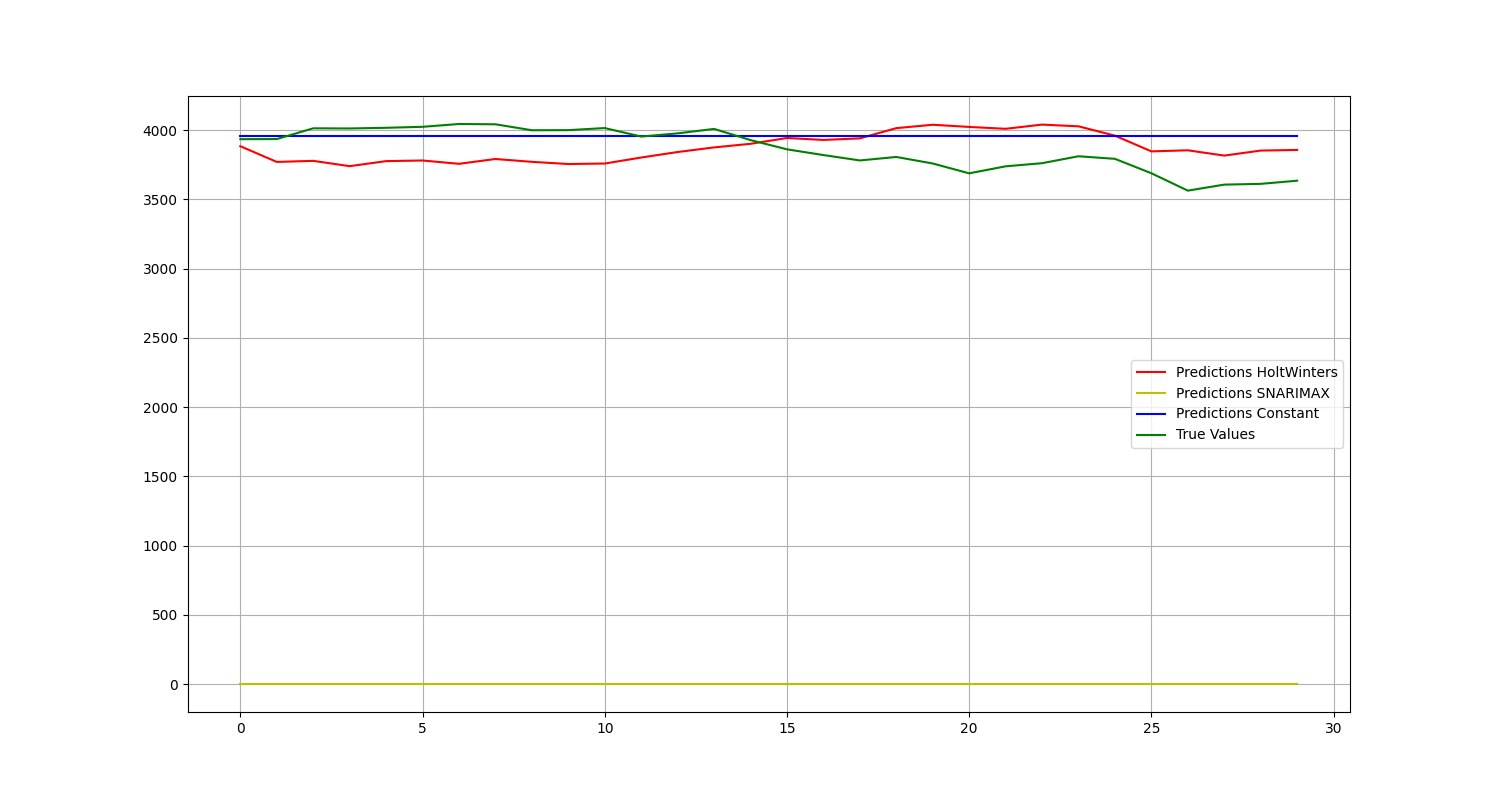 4000
3500
3000
2500
2000
1500
1000
500
0
0 5 10 15 20 25 30
Predictions HoltWinters
Predictions SNARIMAX
Predictions Constant
True Values